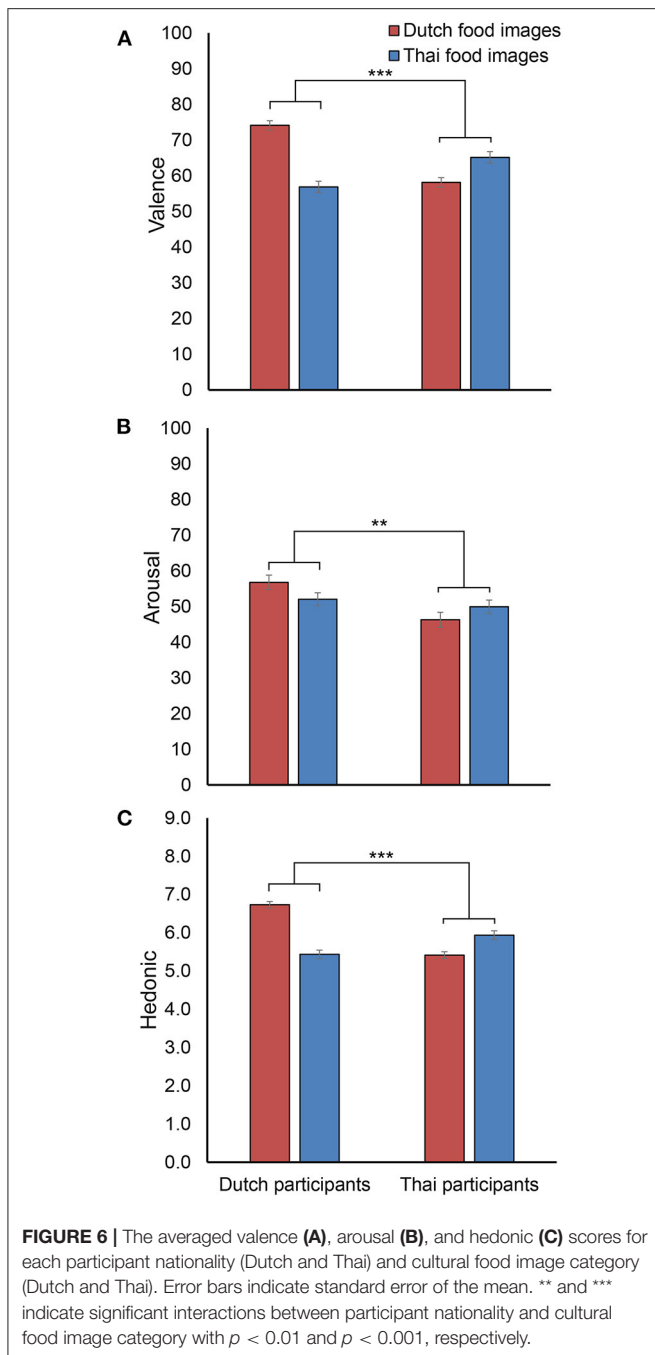 A
Dutch food images
Thai food images
100
90
80
70
60
50
40
30
20
10
0
Valence
***
B
100
90
80
70
60
50
40
30
20
10
0
Arousal
**
C
9.0
8.0
7.0
6.0
5.0
4.0
3.0
2.0
1.0
0.0
Hedonic
***
Dutch participants Thai participants
FIGURE 6 | The averaged valence (A), arousal (B), and hedonic (C) scores for
each participant nationality (Dutch and Thai) and cultural food image category
(Dutch and Thai). Error bars indicate standard error of the mean. ** and ***
indicate significant interactions between participant nationality and cultural
food image category with p < 0.01 and p < 0.001, respectively.